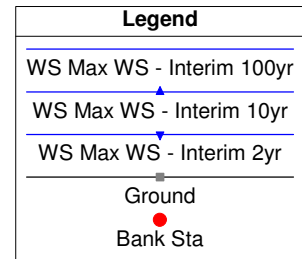 Legend
WS Max WS - Interim 100yr
WS Max WS - Interim 10yr
WS Max WS - Interim 2yr
Ground
Bank Sta